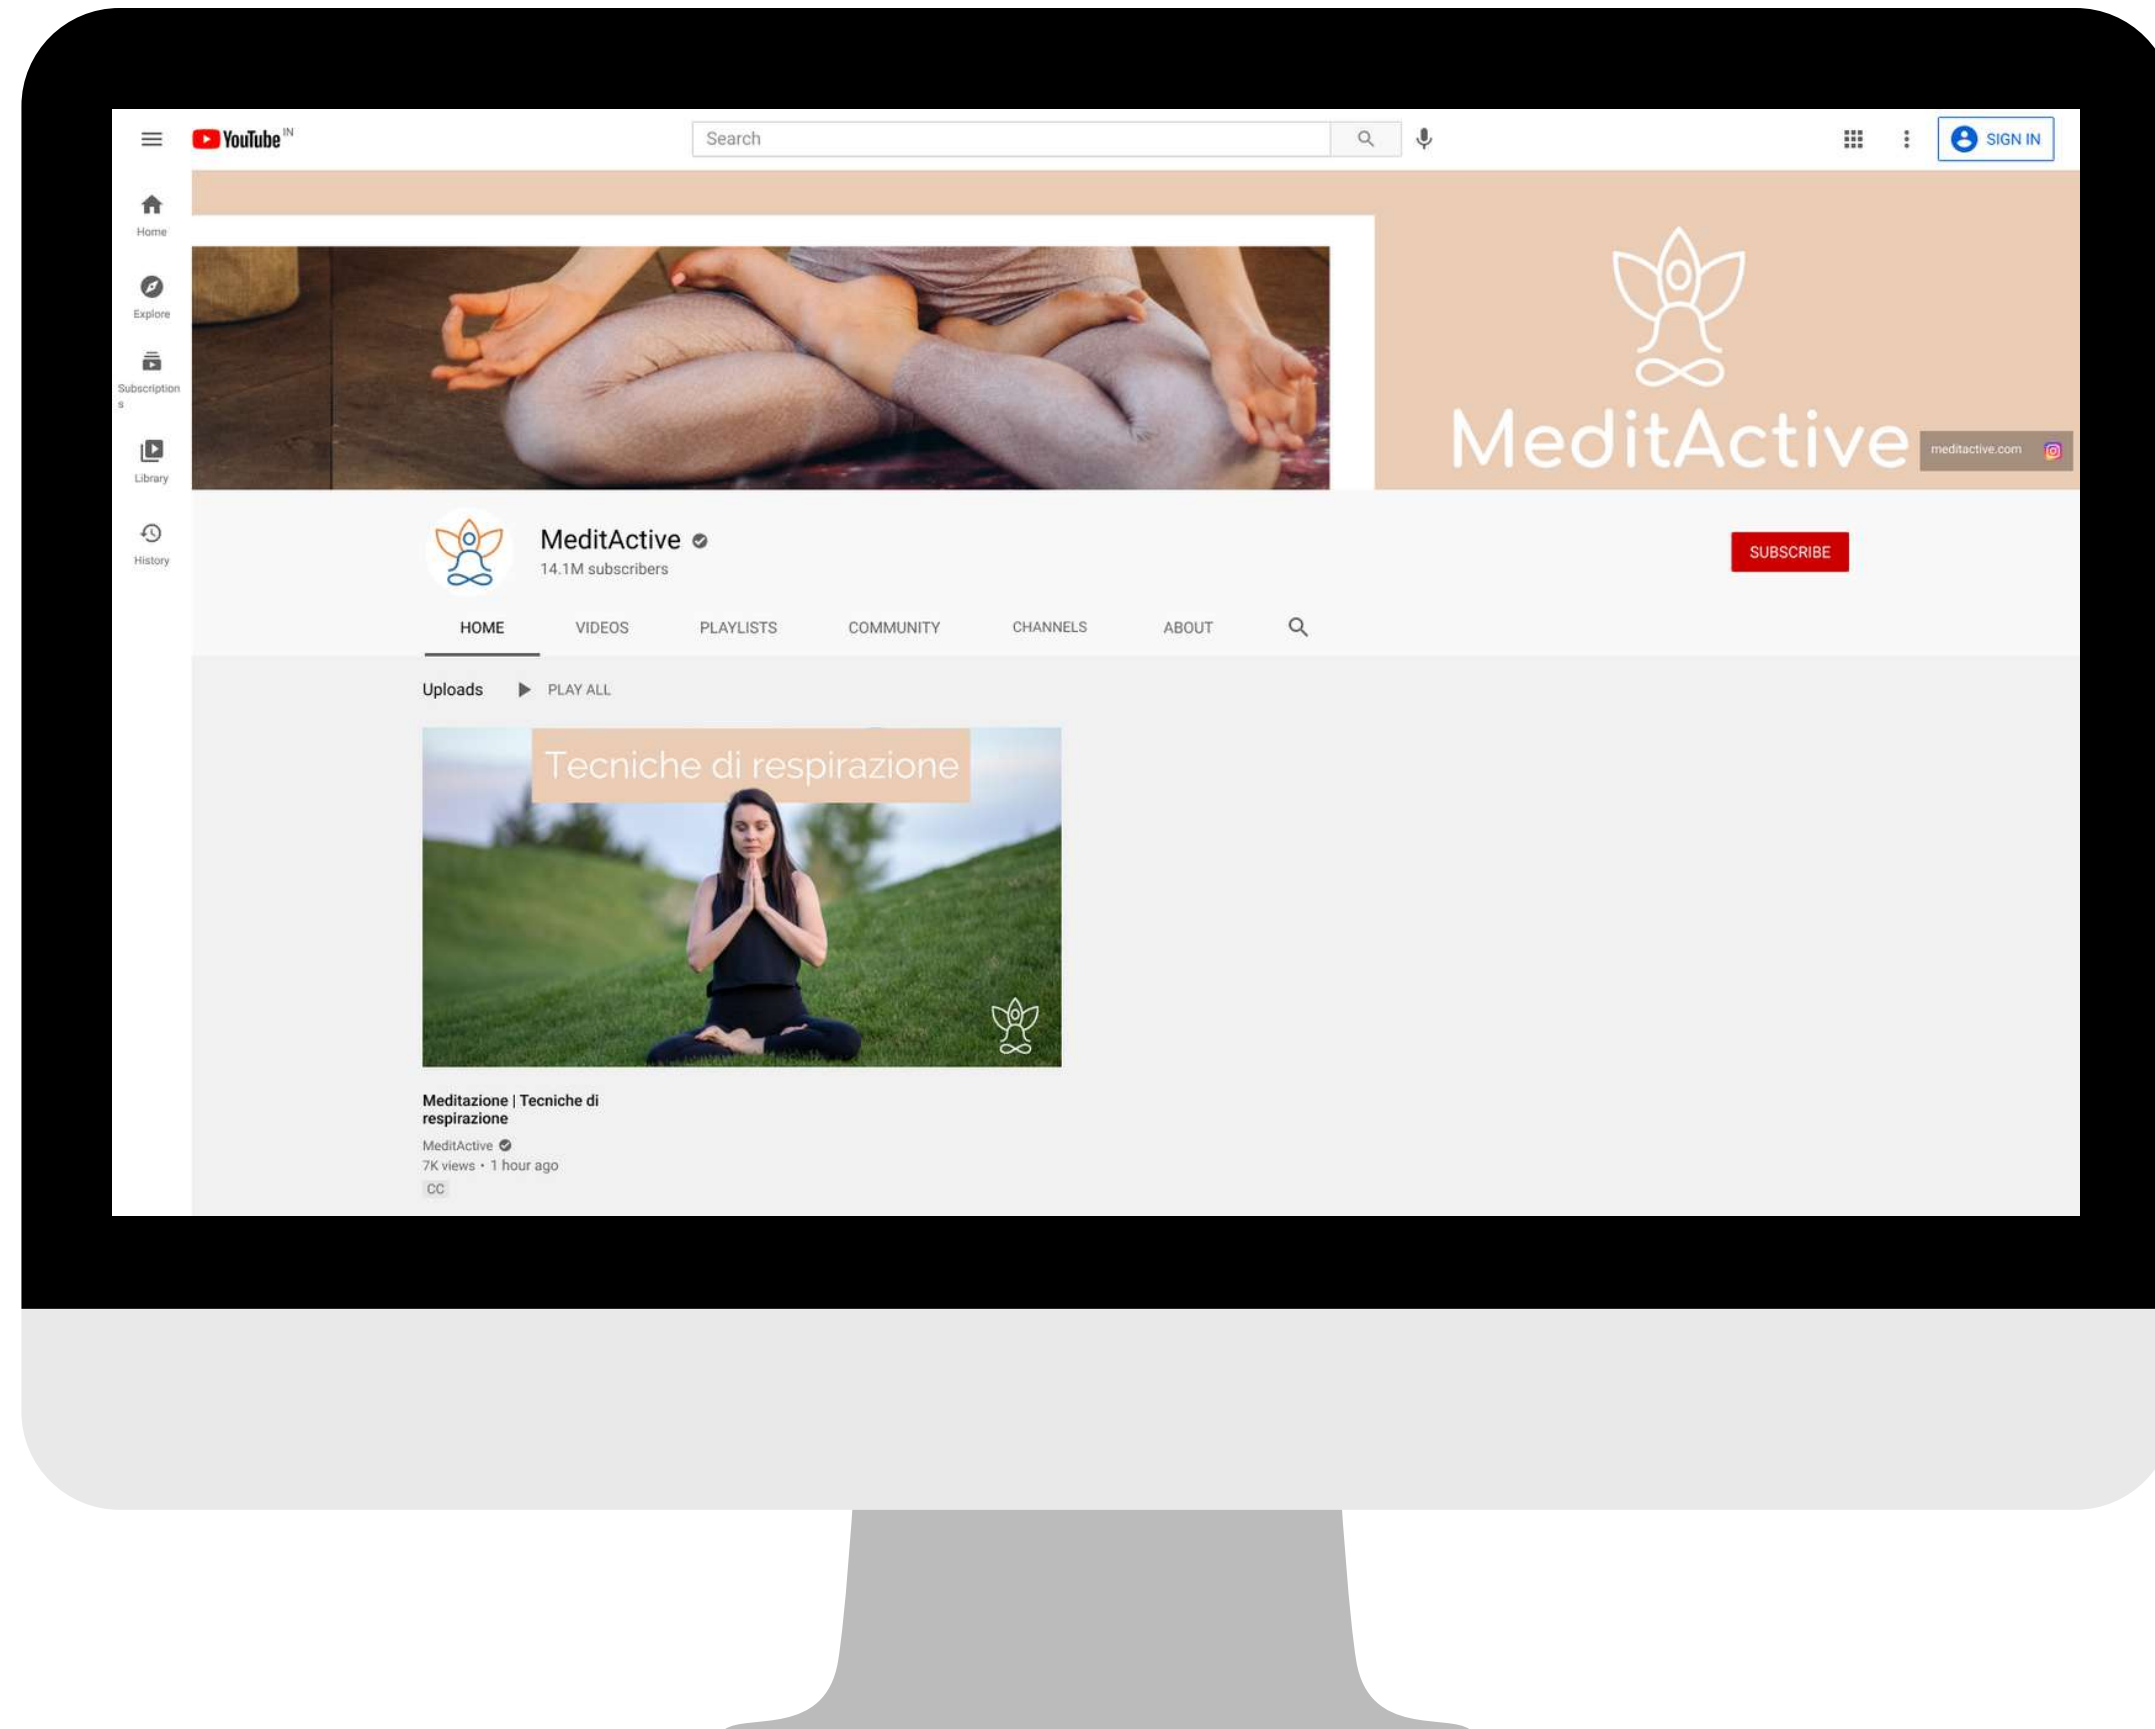 YouTube IN
Search
SIGN IN
Home
Explore
Subscription
s
Library
History
MeditActive
meditactive.com
MeditActive
14.1M subscribers
SUBSCRIBE
HOME VIDEOS PLAYLISTS COMMUNITY CHANNELS ABOUT
Uploads PLAY ALL
Tecniche di respirazione
Meditazione | Tecniche di
respirazione
MeditActive
7K views • 1 hour ago
CC